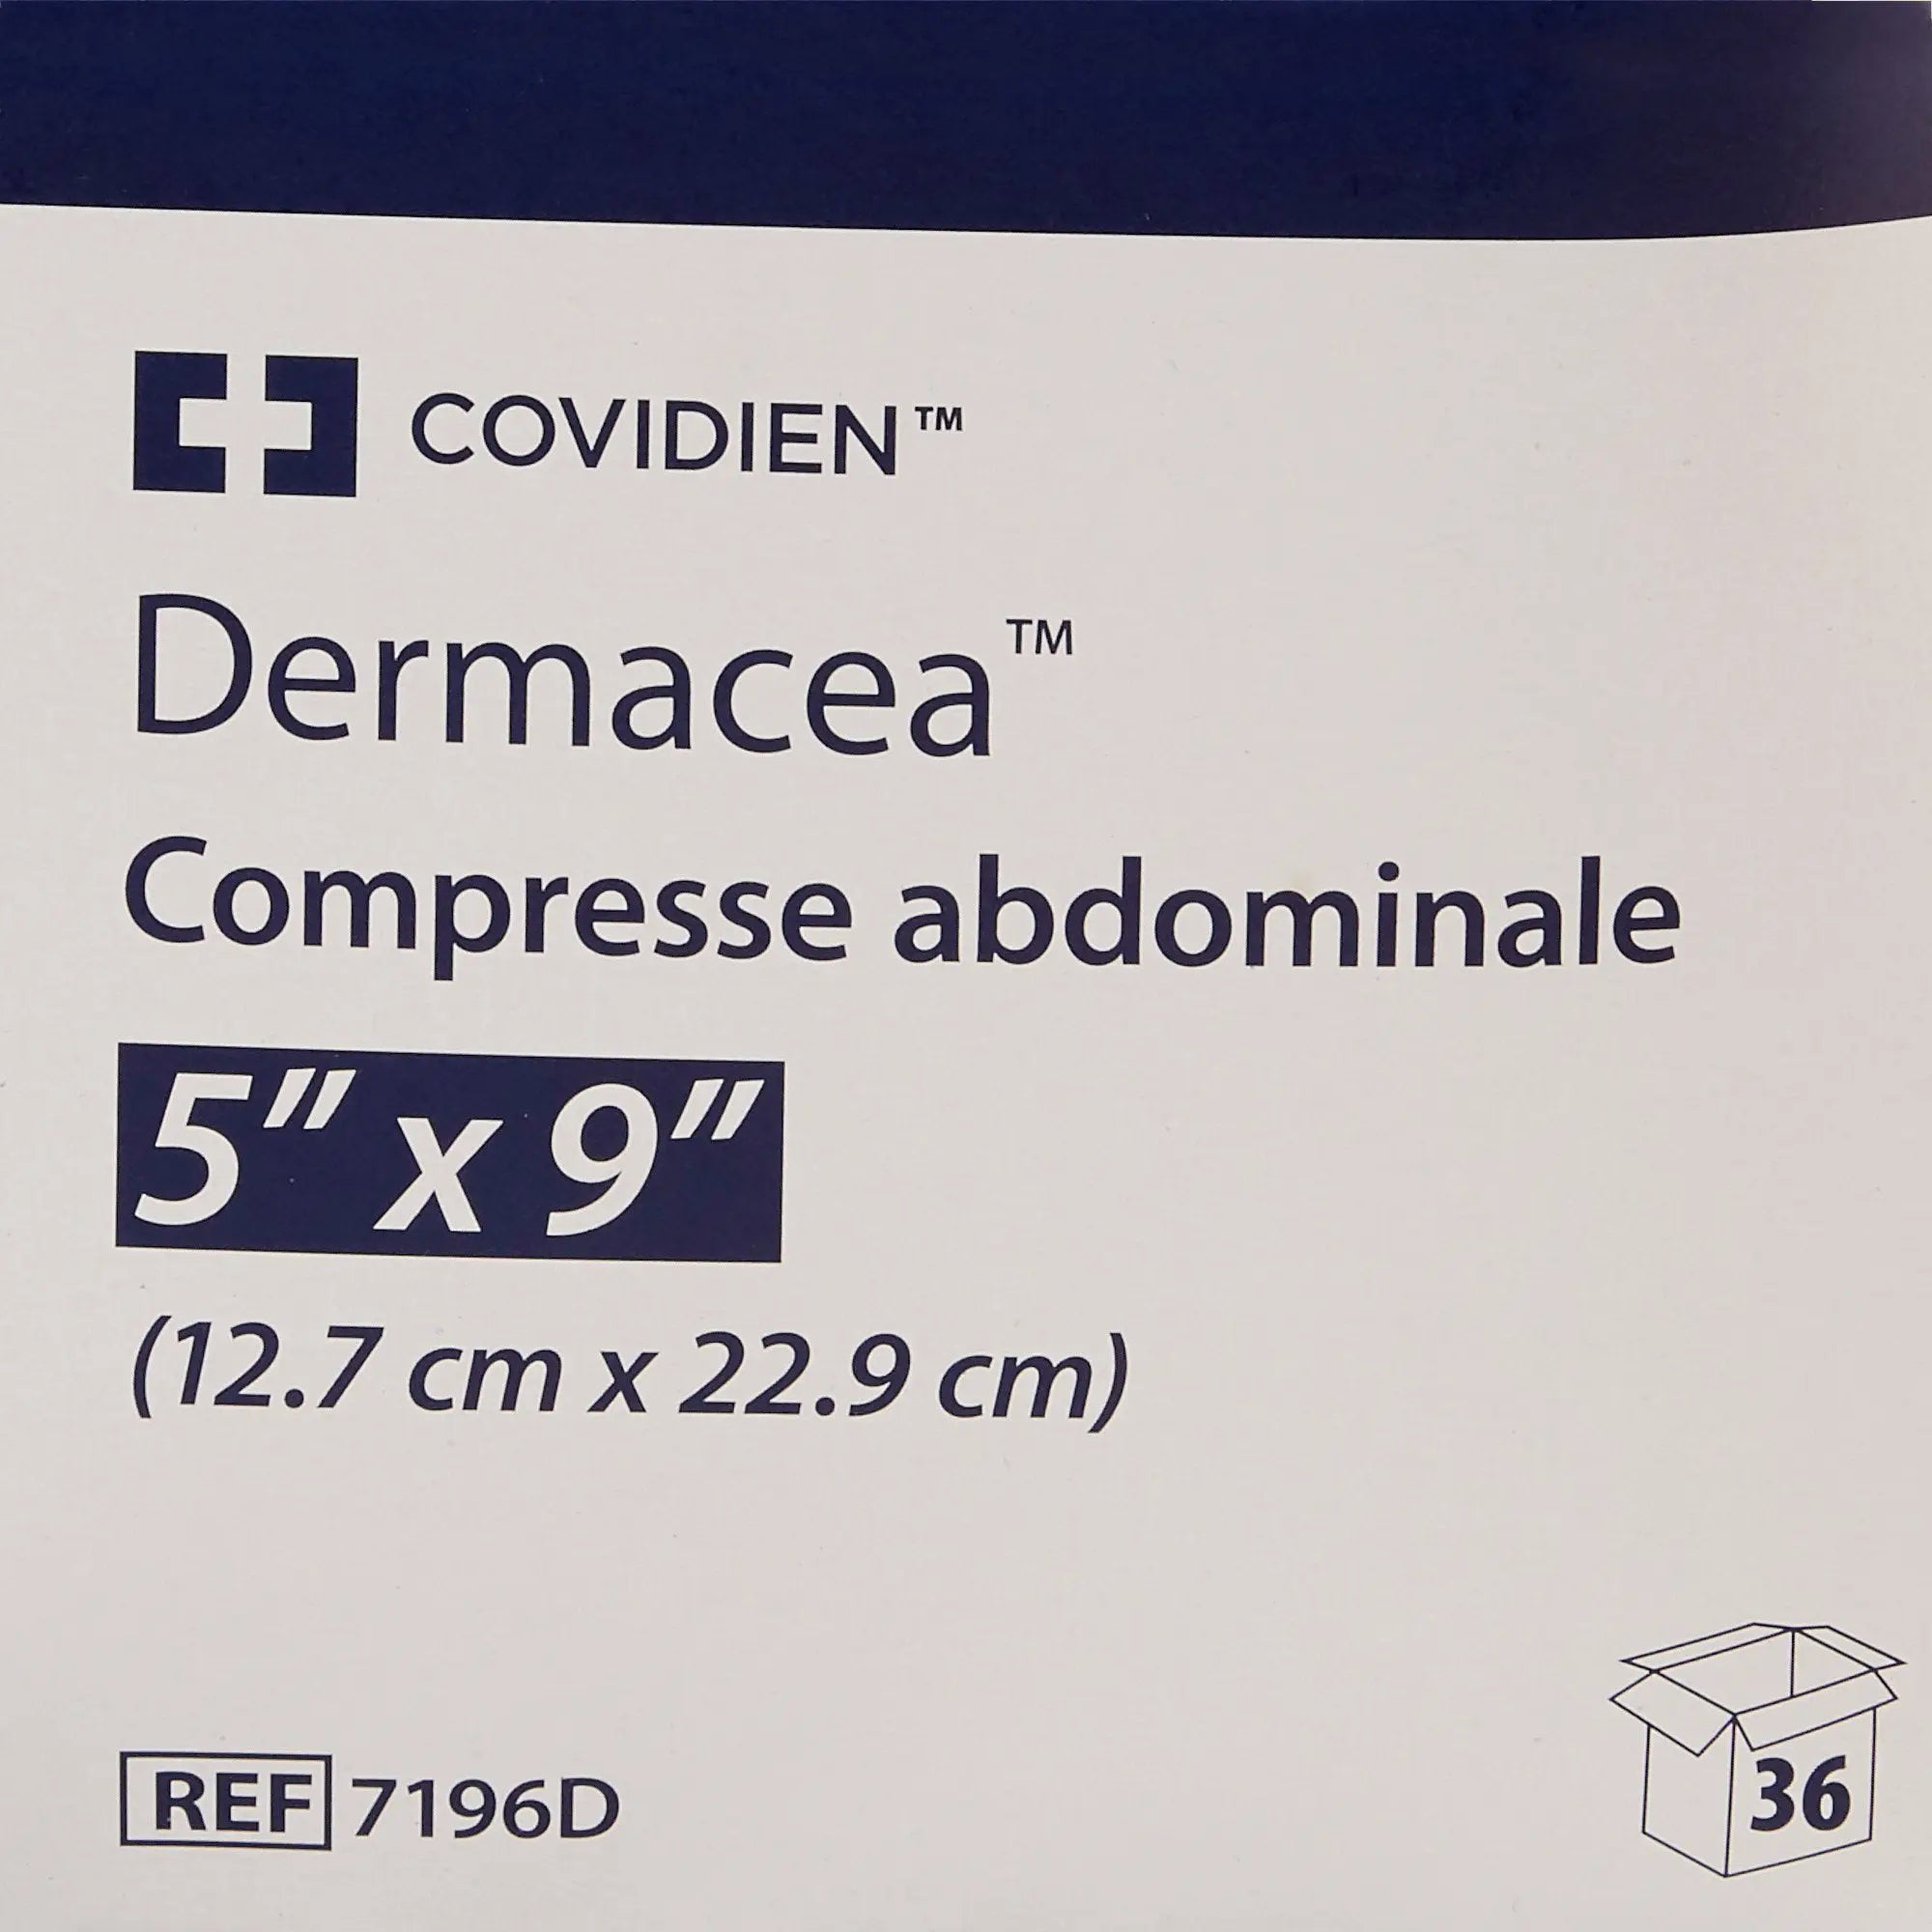 COVIDIEN™
Dermacea™
Compresse abdominale
5" x 9"
(12.7 cm x 22.9 cm)
REF 7196D
36